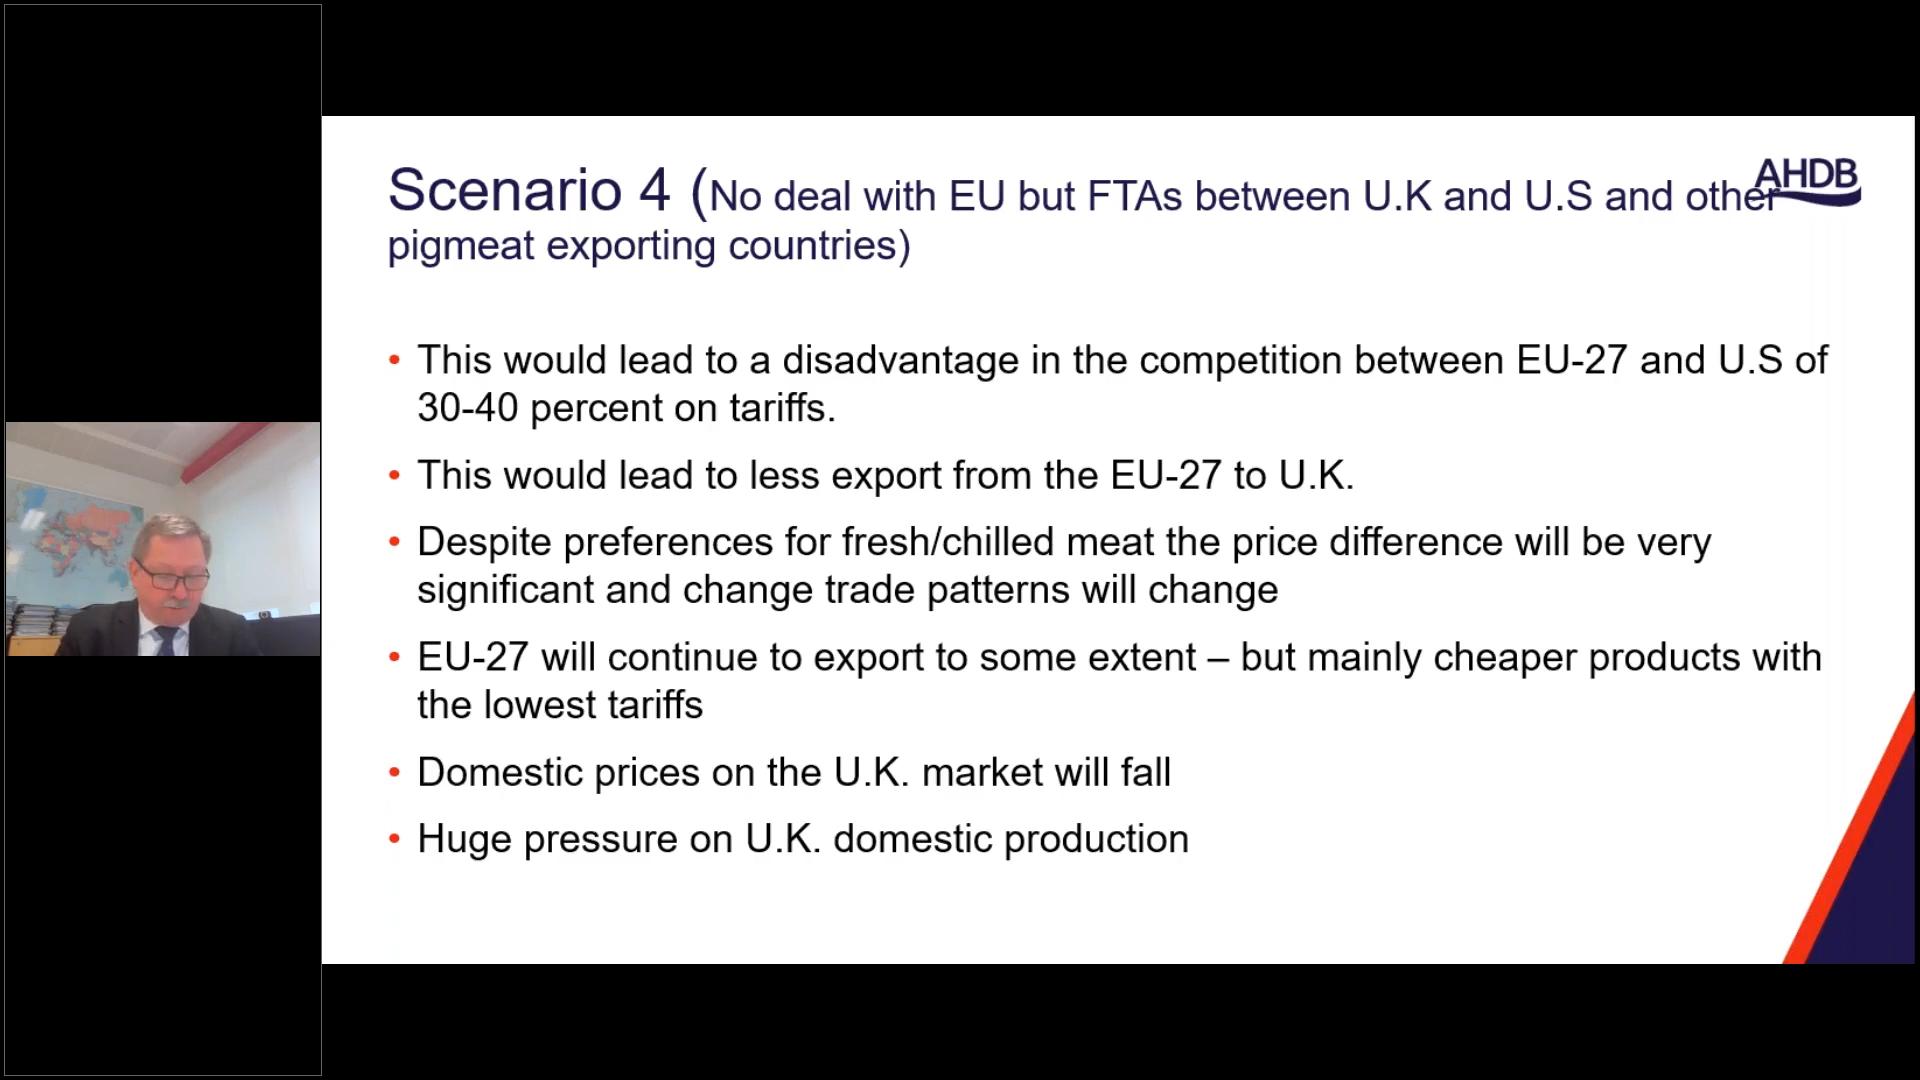 AHDB
Scenario 4 (No deal with EU but FTAs between U.K and U.S and other
pigmeat exporting countries)
• This would lead to a disadvantage in the competition between EU-27 and U.S of
30-40 percent on tariffs.
• This would lead to less export from the EU-27 to U.K.
• Despite preferences for fresh/chilled meat the price difference will be very
significant and change trade patterns will change
• EU-27 will continue to export to some extent – but mainly cheaper products with
the lowest tariffs
• Domestic prices on the U.K. market will fall
• Huge pressure on U.K. domestic production